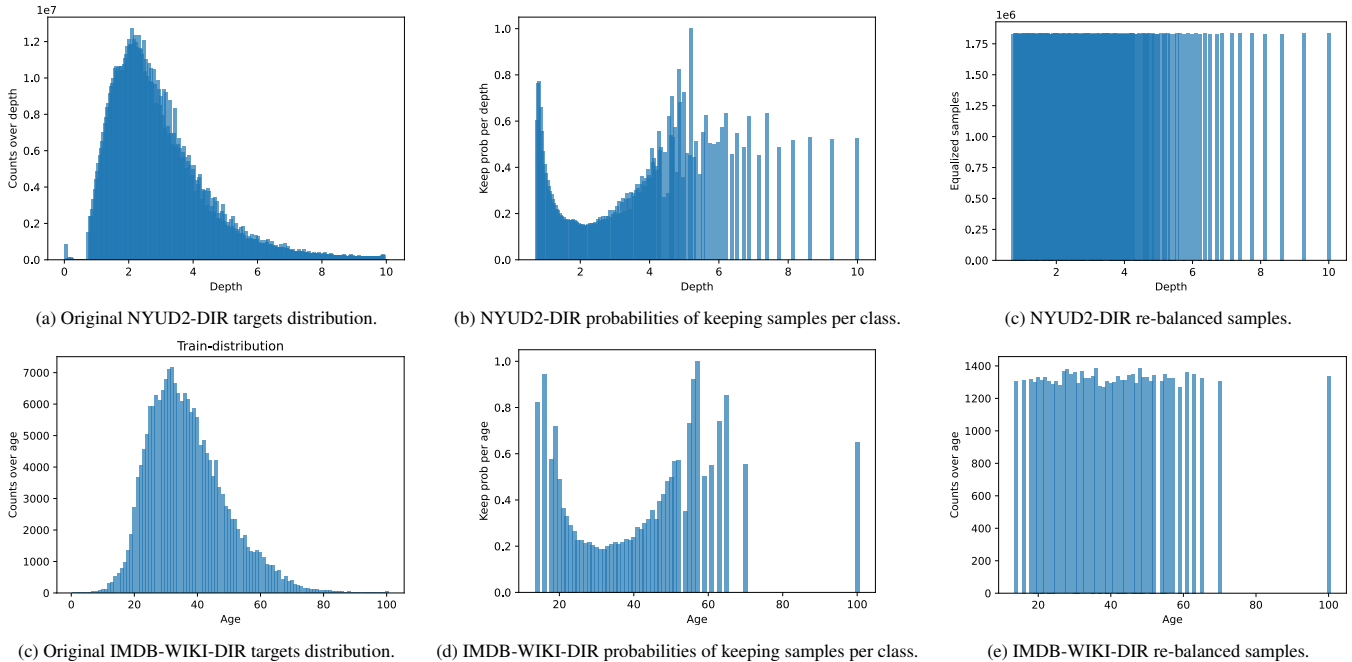 1e7
1.2
1.0
0.8
0.6
0.4
0.2
0.0
Counts over depth
0 2 4 6 8 10
Depth
(a) Original NYUD2-DIR targets distribution.
1.0
0.8
0.6
0.4
0.2
0.0
Keep prob per depth
2 4 6 8 10
Depth
(b) NYUD2-DIR probabilities of keeping samples per class.
1e6
1.75
1.50
1.25
1.00
0.75
0.50
0.25
0.00
Equalized samples
2 4 6 8 10
Depth
(c) NYUD2-DIR re-balanced samples.
Train-distribution
7000
6000
5000
4000
3000
2000
1000
0
Counts over age
0 20 40 60 80 100
Age
(c) Original IMDB-WIKI-DIR targets distribution.
1.0
0.8
0.6
0.4
0.2
0.0
Keep prob per age
20 40 60 80 100
Age
(d) IMDB-WIKI-DIR probabilities of keeping samples per class.
1400
1200
1000
800
600
400
200
0
Counts over age
20 40 60 80 100
Age
(e) IMDB-WIKI-DIR re-balanced samples.